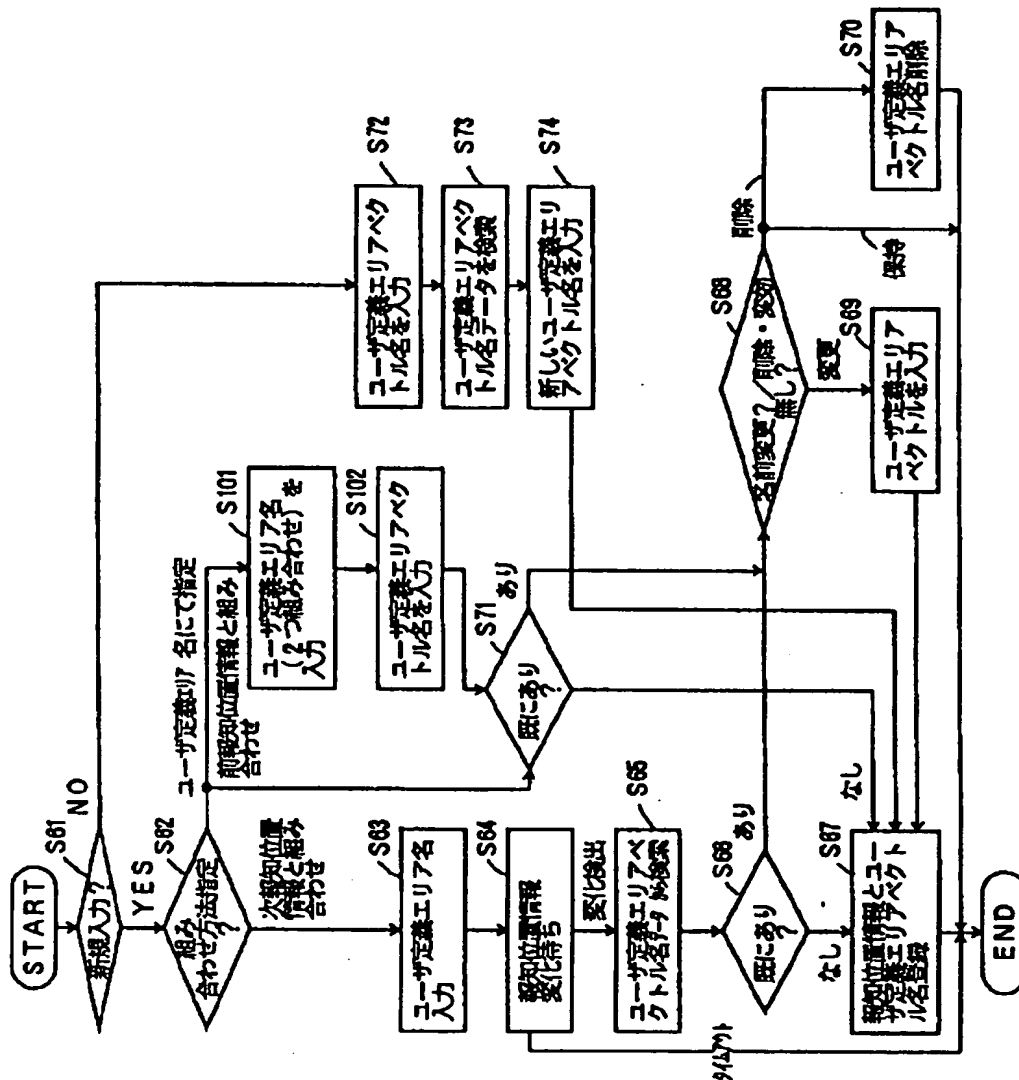 START
S61
新規入力?
NO
YES
S62
組み
合わせ方法指定
?
ユーザ定義エリア名にて指定
前報知位置情報と組み
合わせ
次報知位置
情報と組み
合わせ
S63
ユーザ定義エリア名
入力
S64
報知位置情報
変化待ち
変化検出
タイムアウト
S65
ユーザ定義エリアベ
クトル名データから検索
S66
既にあり
?
あり
なし
S67
報知位置情報とユー
ザ定義エリアベクト
ル名登録
END
S101
ユーザ定義エリア名
(2つ組み合わせ)を
入力
S102
ユーザ定義エリアベク
トル名を入力
S71
既にあり
?
あり
なし
S72
ユーザ定義エリアベク
トル名を入力
S73
ユーザ定義エリアベク
トル名データを検索
S74
新しいユーザ定義エリ
アベクトル名を入力
S68
名前変更?削除・変効
無し?
変更
削除
保持
S69
ユーザ定義エリア
ベクトルを入力
S70
ユーザ定義エリア
ベクトル名削除